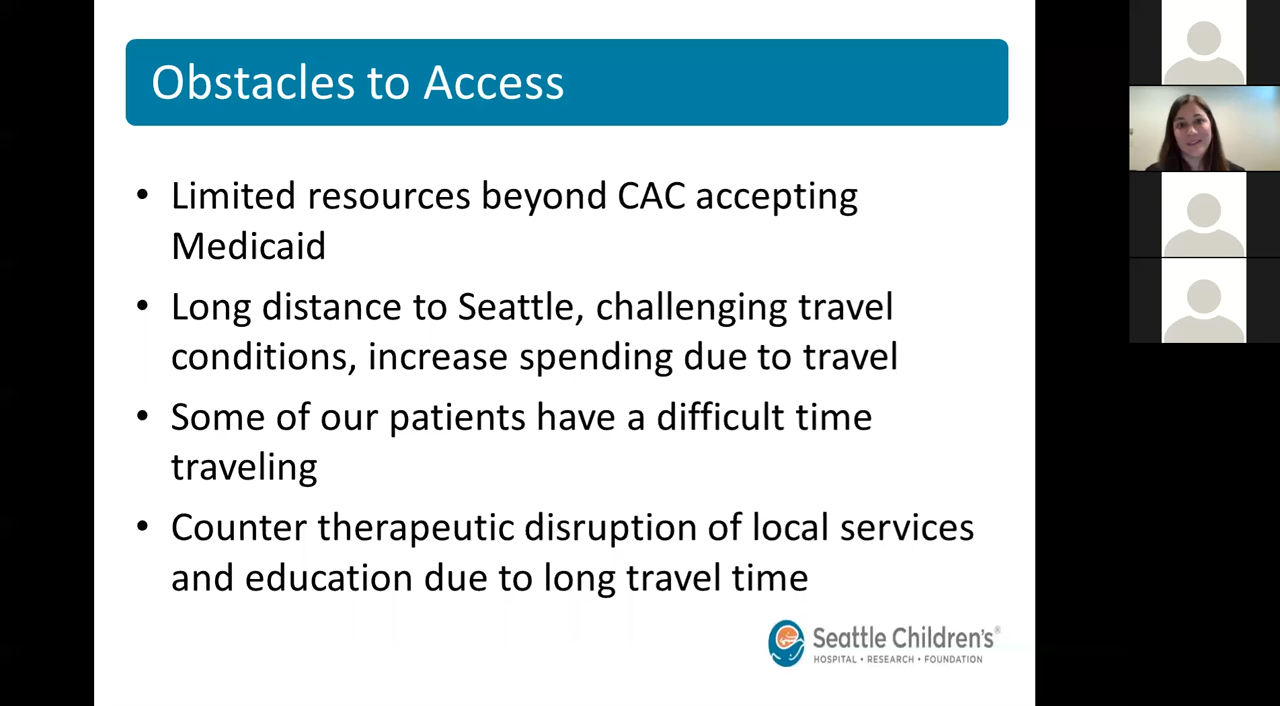 Obstacles to Access
• Limited resources beyond CAC accepting
Medicaid
• Long distance to Seattle, challenging travel
conditions, increase spending due to travel
• Some of our patients have a difficult time
traveling
• Counter therapeutic disruption of local services
and education due to long travel time
Seattle Children's®
HOSPITAL • RESEARCH • FOUNDATION